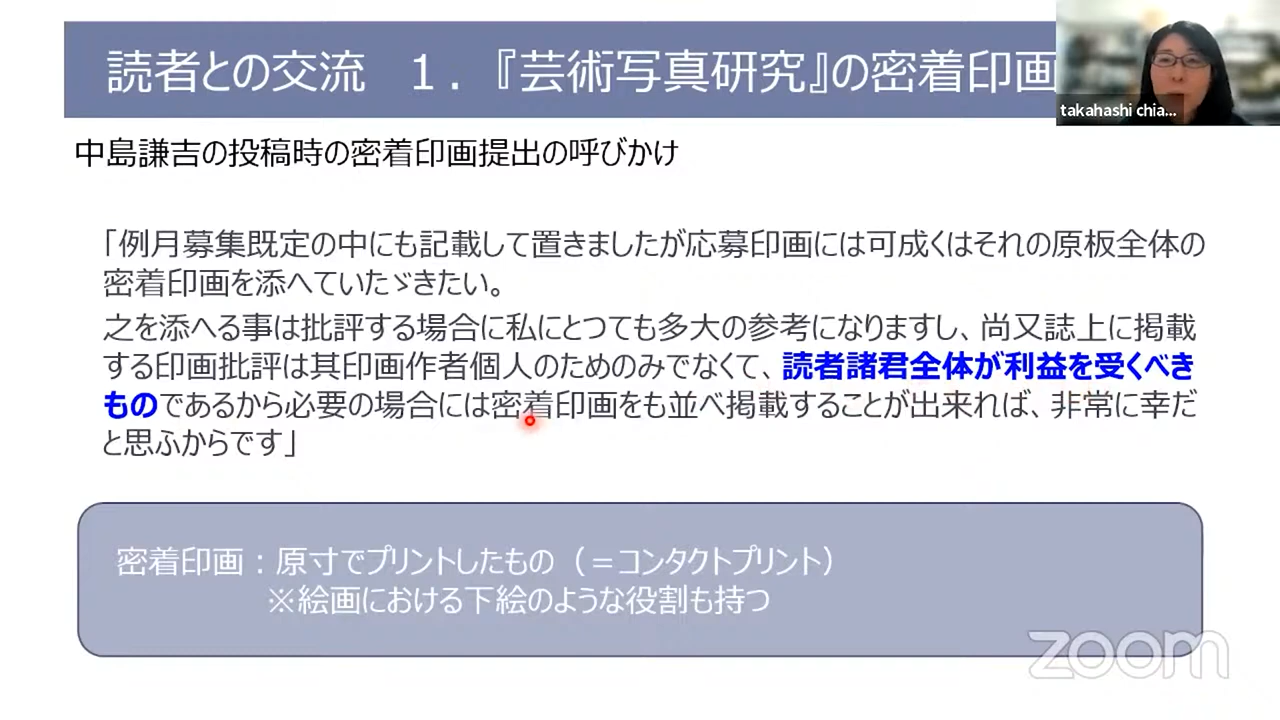 読者との交流　１．『芸術写真研究』の密着印画
takahashi chia...
中島謙吉の投稿時の密着印画提出の呼びかけ
「例月募集既定の中にも記載して置きましたが応募印画には可成くはそれの原板全体の
密着印画を添へていたゞきたい。
之を添へる事は批評する場合に私にとつても多大の参考になりますし、尚又誌上に掲載
する印画批評は其印画作者個人のためのみでなくて、読者諸君全体が利益を受くべき
ものであるから必要の場合には密着印画をも並べ掲載することが出来れば、非常に幸だ
と思ふからです」
密着印画：原寸でプリントしたもの（＝コンタクトプリント）
※絵画における下絵のような役割も持つ
zoom